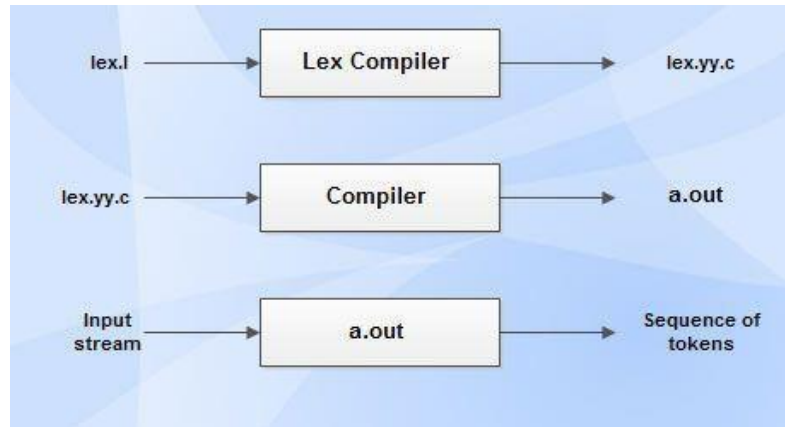 lex.l
Lex Compiler
lex.yy.c
lex.yy.c
Compiler
a.out
Input
stream
a.out
Sequence of
tokens